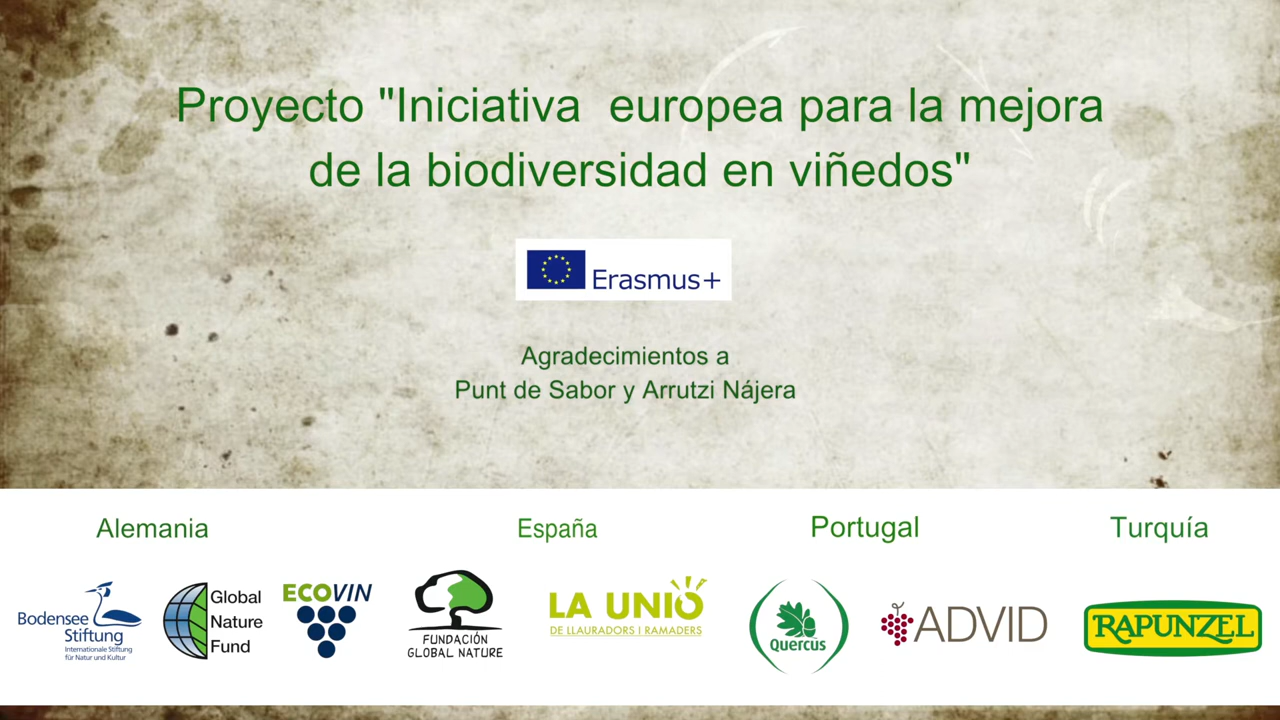 Proyecto "Iniciativa europea para la mejora
de la biodiversidad en viñedos"
Erasmus+
Agradecimientos a
Punt de Sabor y Arrutzi Nájera
Alemania
España
Portugal
Turquía
Bodensee
Stiftung
Internationale Stiftung
für Natur und Kultur
Global
Nature
Fund
ECOVIN
FUNDACIÓN
GLOBAL NATURE
LA UNIÓ
DE LLAURADORS I RAMADERS
Quercus
ADVID
RAPUNZEL